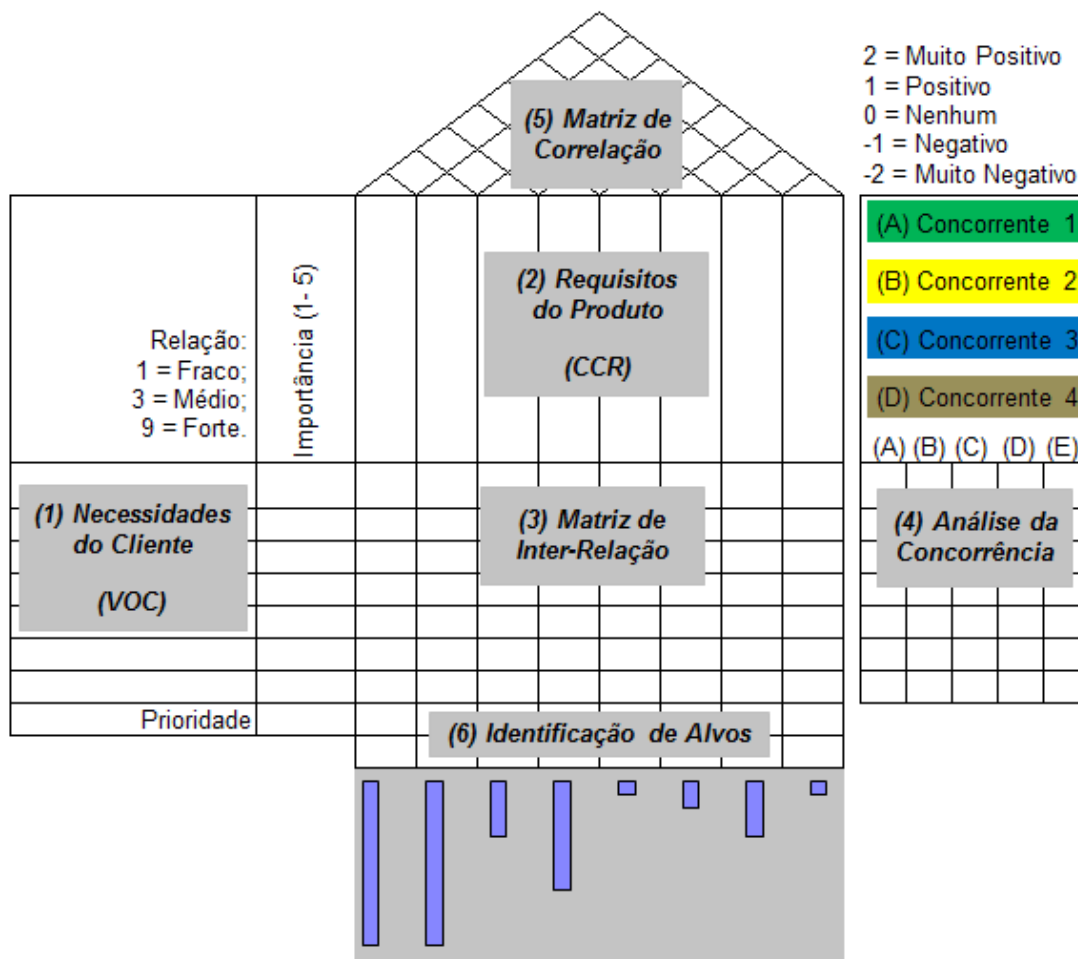 (5) Matriz de
Correlação
2 = Muito Positivo
1 = Positivo
0 = Nenhum
-1 = Negativo
-2 = Muito Negativo
Relação:
1 = Fraco;
3 = Médio;
9 = Forte.
Importância (1- 5)
(2) Requisitos
do Produto
(CCR)
(A) Concorrente 1
(B) Concorrente 2
(C) Concorrente 3
(D) Concorrente 4
(A) (B) (C) (D) (E)
(1) Necessidades
do Cliente
(VOC)
(3) Matriz de
Inter-Relação
(4) Análise da
Concorrência
Prioridade
(6) Identificação de Alvos